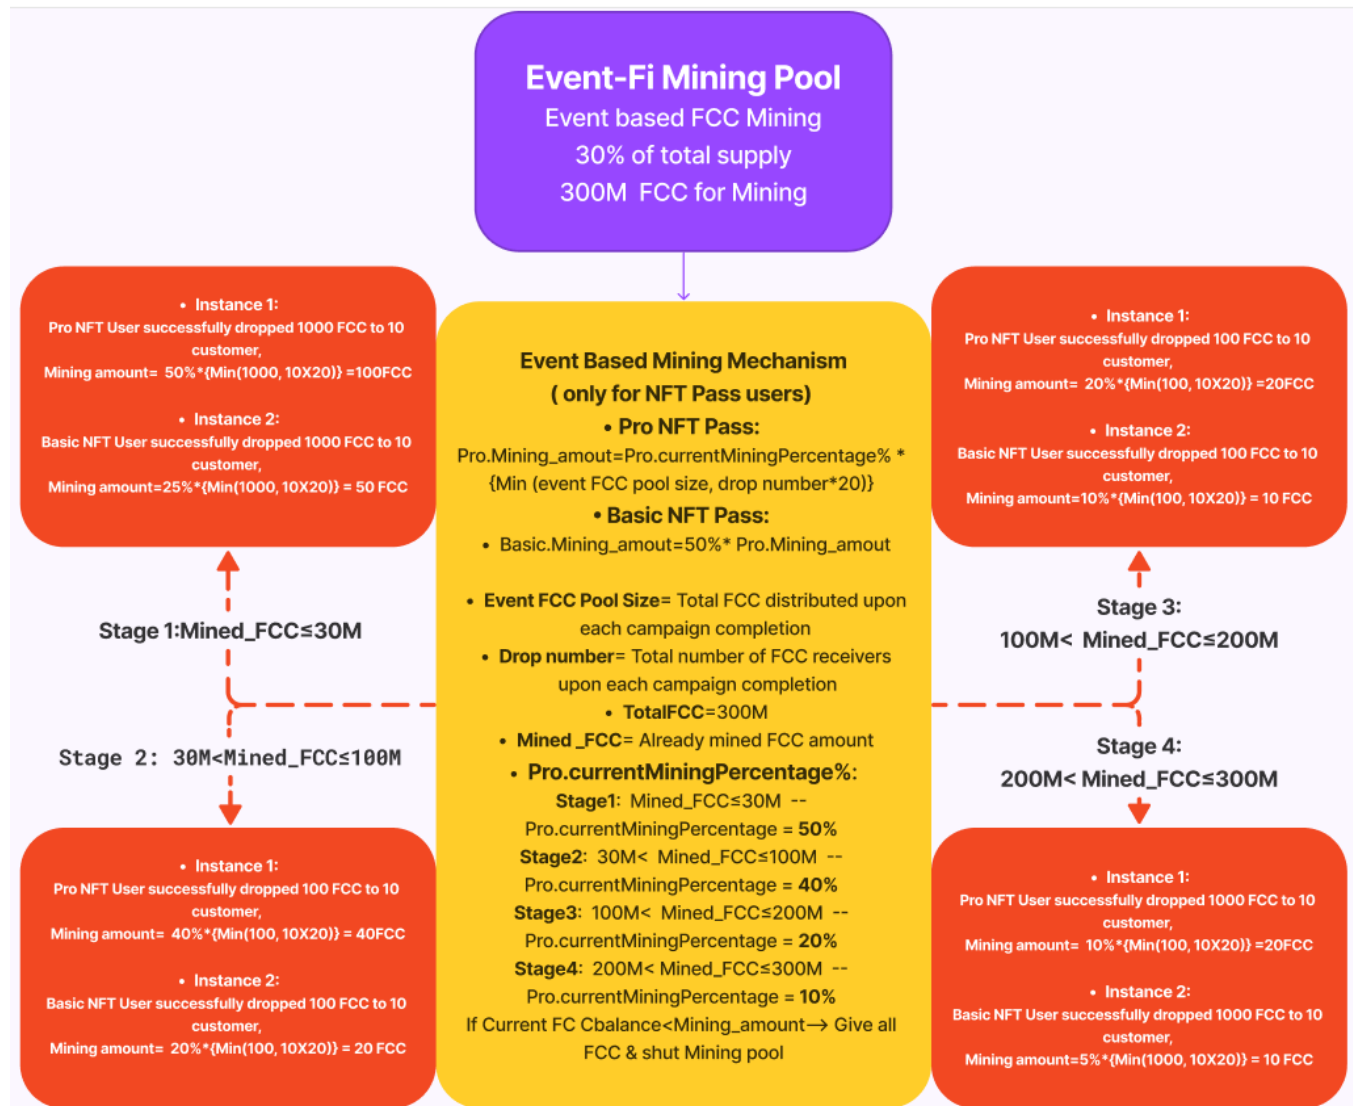 Event-Fi Mining Pool
Event based FCC Mining
30% of total supply
300M FCC for Mining
• Instance 1:
Pro NFT User successfully dropped 1000 FCC to 10
customer,
Mining amount= 50%*{Min(1000, 10X20)} =100FCC
• Instance 2:
Basic NFT User successfully dropped 1000 FCC to 10
customer,
Mining amount=25%*{Min(1000, 10X20)} = 50 FCC
Stage 1:Mined_FCC≤30M
Stage 2: 30M<Mined_FCC≤100M
• Instance 1:
Pro NFT User successfully dropped 100 FCC to 10
customer,
Mining amount= 40%*{Min(100, 10X20)} = 40FCC
• Instance 2:
Basic NFT User successfully dropped 100 FCC to 10
customer,
Mining amount= 20%*{Min(100, 10X20)} = 20 FCC
Event Based Mining Mechanism
( only for NFT Pass users)
• Pro NFT Pass:
Pro.Mining_amout=Pro.currentMiningPercentage% *
{Min (event FCC pool size, drop number*20)}
• Basic NFT Pass:
• Basic.Mining_amout=50%* Pro.Mining_amout
• Event FCC Pool Size= Total FCC distributed upon
each campaign completion
• Drop number= Total number of FCC receivers
upon each campaign completion
• TotalFCC=300M
• Mined _FCC= Already mined FCC amount
• Pro.currentMiningPercentage%:
Stage1: Mined_FCC≤30M --
Pro.currentMiningPercentage = 50%
Stage2: 30M< Mined_FCC≤100M --
Pro.currentMiningPercentage = 40%
Stage3: 100M< Mined_FCC≤200M --
Pro.currentMiningPercentage = 20%
Stage4: 200M< Mined_FCC≤300M --
Pro.currentMiningPercentage = 10%
If Current FC Cbalance<Mining_amount—> Give all
FCC & shut Mining pool
• Instance 1:
Pro NFT User successfully dropped 100 FCC to 10
customer,
Mining amount= 20%*{Min(100, 10X20)} =20FCC
• Instance 2:
Basic NFT User successfully dropped 100 FCC to 10
customer,
Mining amount=10%*{Min(100, 10X20)} = 10 FCC
Stage 3:
100M< Mined_FCC≤200M
Stage 4:
200M< Mined_FCC≤300M
• Instance 1:
Pro NFT User successfully dropped 1000 FCC to 10
customer,
Mining amount= 10%*{Min(100, 10X20)} =20FCC
• Instance 2:
Basic NFT User successfully dropped 1000 FCC to 10
customer,
Mining amount=5%*{Min(1000, 10X20)} = 10 FCC